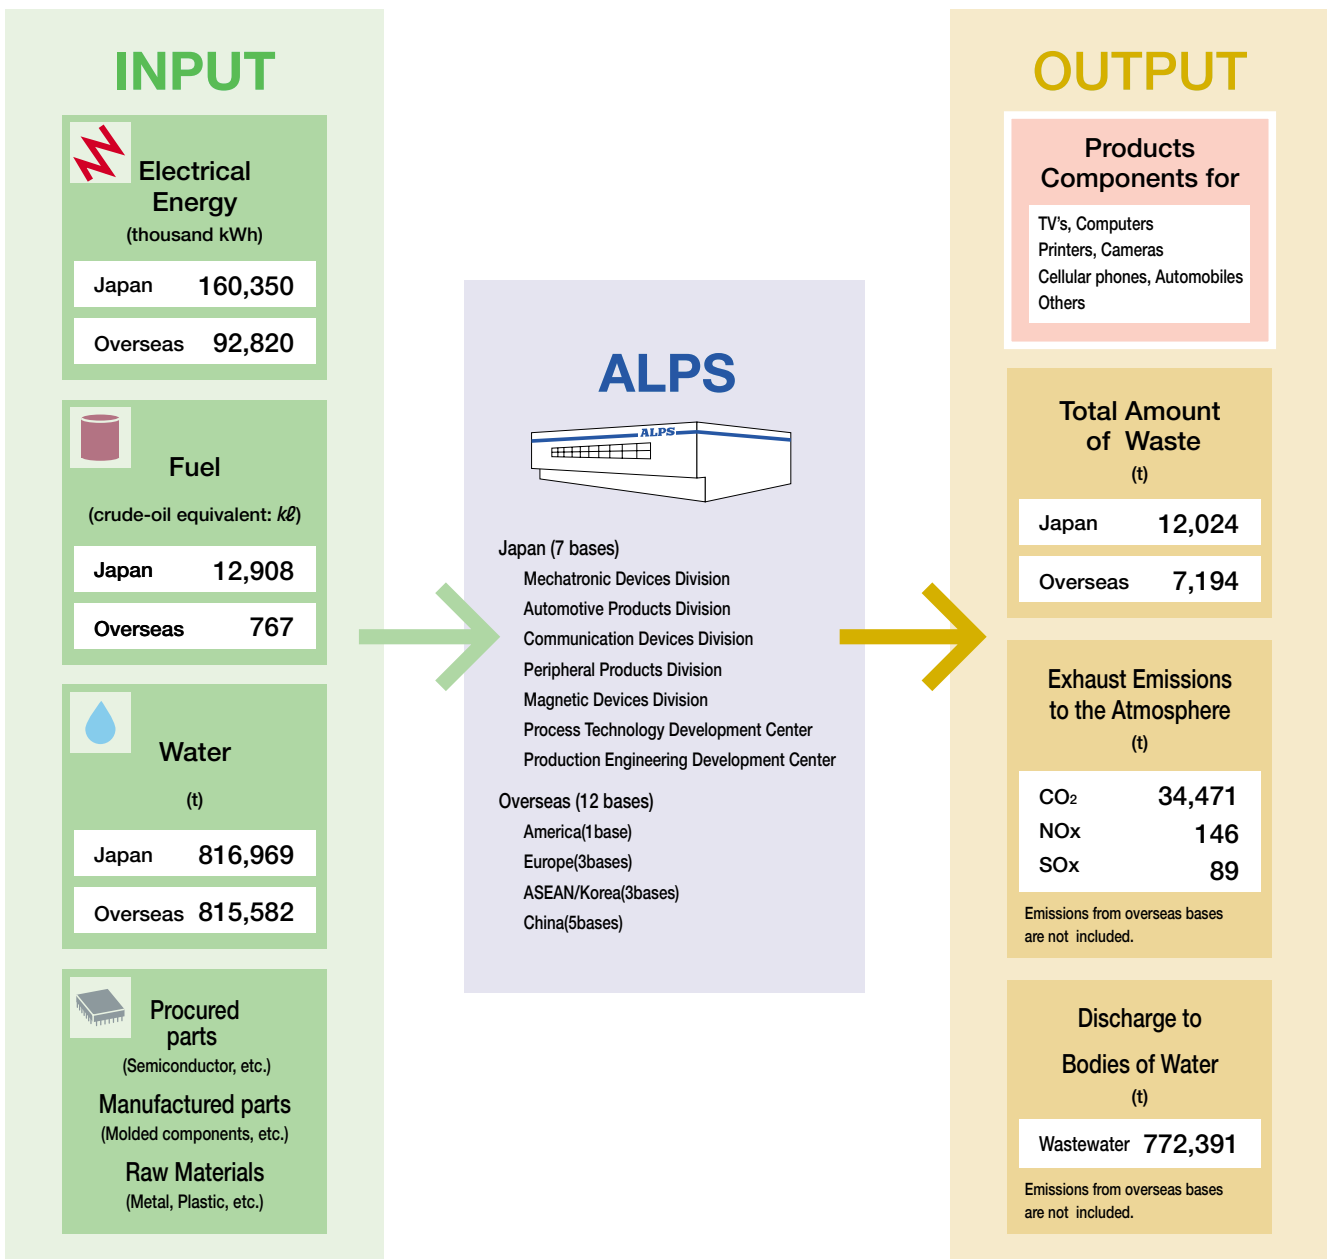 INPUT
Electrical
Energy
(thousand kWh)
Japan 160,350
Overseas 92,820
Fuel
(crude-oil equivalent: kℓ)
Japan 12,908
Overseas 767
Water
(t)
Japan 816,969
Overseas 815,582
Procured
parts
(Semiconductor, etc.)
Manufactured parts
(Molded components, etc.)
Raw Materials
(Metal, Plastic, etc.)
ALPS
ALPS
Japan (7 bases)
Mechatronic Devices Division
Automotive Products Division
Communication Devices Division
Peripheral Products Division
Magnetic Devices Division
Process Technology Development Center
Production Engineering Development Center
Overseas (12 bases)
America(1base)
Europe(3bases)
ASEAN/Korea(3bases)
China(5bases)
OUTPUT
Products
Components for
TV's, Computers
Printers, Cameras
Cellular phones, Automobiles
Others
Total Amount
of Waste
(t)
Japan 12,024
Overseas 7,194
Exhaust Emissions
to the Atmosphere
(t)
CO2 34,471
NOx 146
SOx 89
Emissions from overseas bases
are not included.
Discharge to
Bodies of Water
(t)
Wastewater 772,391
Emissions from overseas bases
are not included.